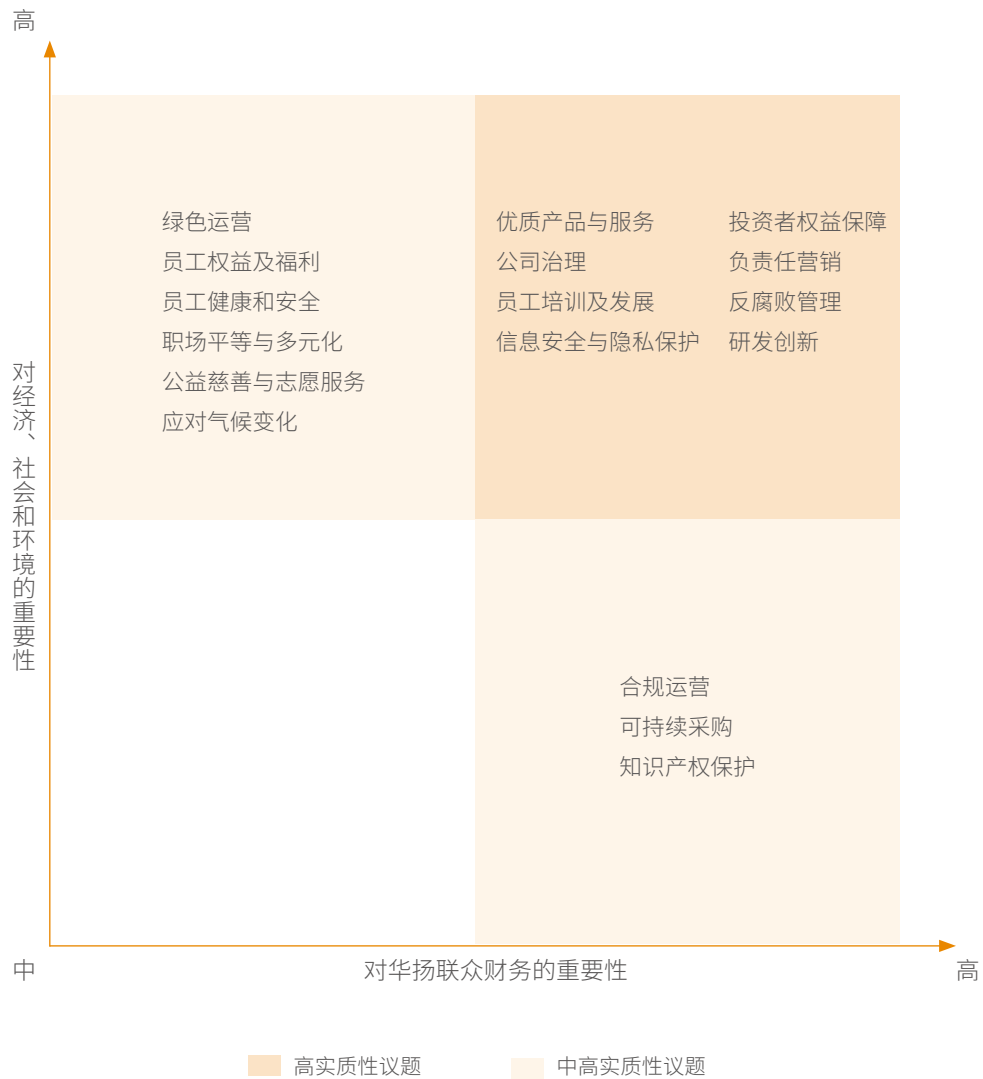 高
绿色运营
员工权益及福利
员工健康和安全
职场平等与多元化
公益慈善与志愿服务
应对气候变化
优质产品与服务
公司治理
员工培训及发展
信息安全与隐私保护
投资者权益保障
负责任营销
反腐败管理
研发创新
对经济、社会和环境的重要性
合规运营
可持续采购
知识产权保护
中
对华扬联众财务的重要性
高
高实质性议题
中高实质性议题